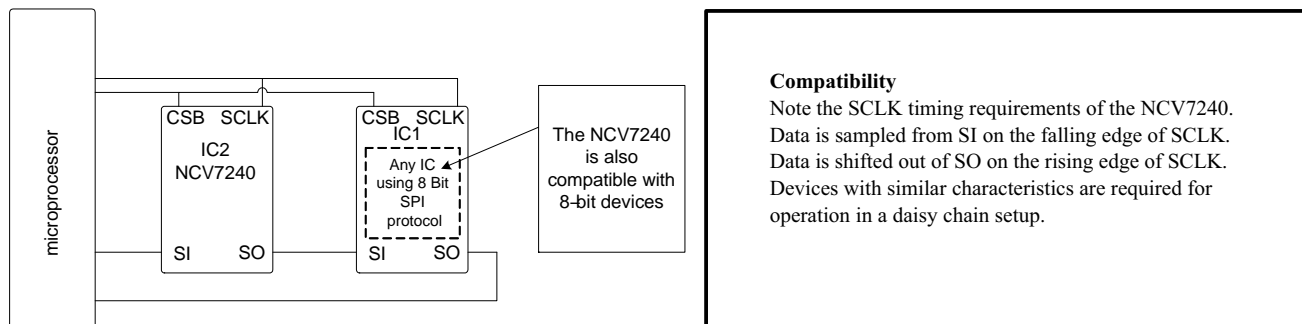 microprocessor
CSB SCLK
IC2
NCV7240
SI SO
CSB SCLK
IC1
Any IC
using 8 Bit
SPI
protocol
SI SO
The NCV7240
is also
compatible with
8-bit devices
Compatibility
Note the SCLK timing requirements of the NCV7240.
Data is sampled from SI on the falling edge of SCLK.
Data is shifted out of SO on the rising edge of SCLK.
Devices with similar characteristics are required for
operation in a daisy chain setup.